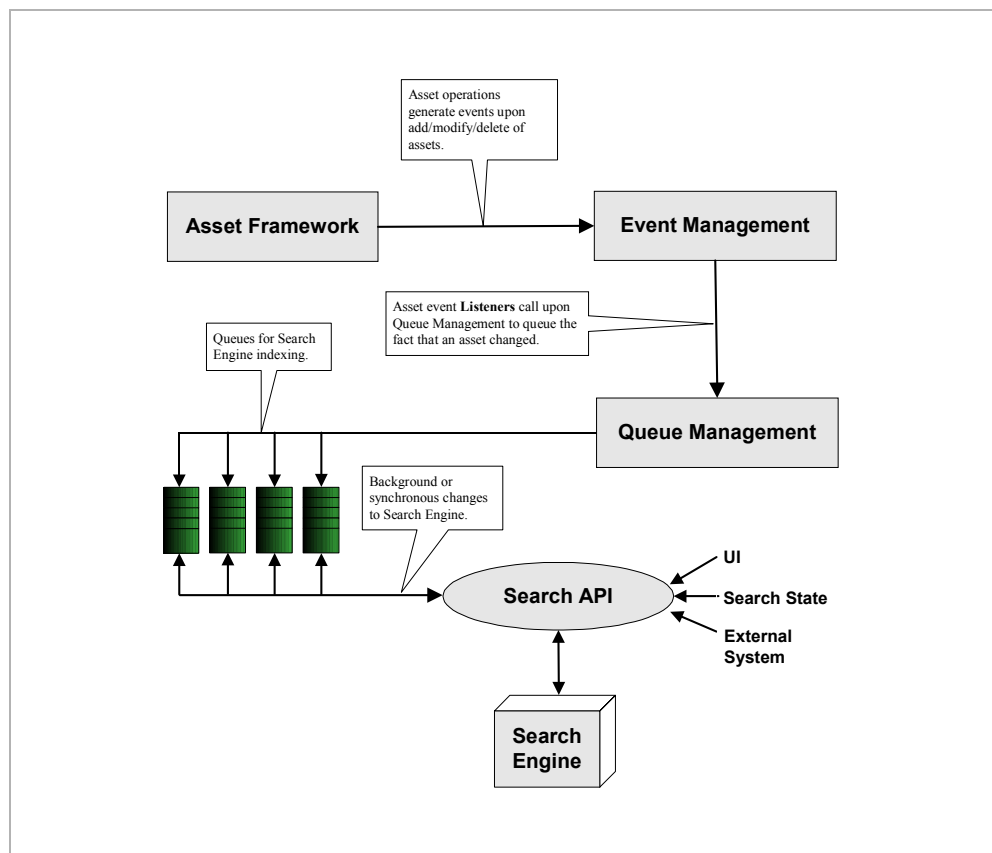 Asset operations
generate events upon
add/modify/delete of
assets.
Asset Framework
Event Management
Asset event Listeners call upon
Queue Management to queue the
fact that an asset changed.
Queues for Search
Engine indexing.
Queue Management
Background or
synchronous changes
to Search Engine.
UI
Search API
Search State
External
System
Search
Engine